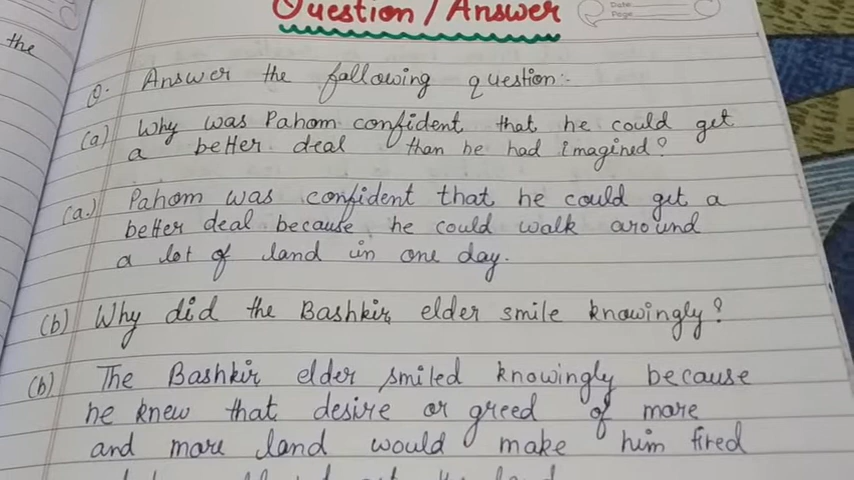 the
Question/Answer
Date
Page
Q. Answer the following question:-
(a) Why was Pahom confident that he could get
a better deal than he had imagined?
(a.) Pahom was confident that he could get a
better deal because he could walk around
a lot of land in one day.
(b) Why did the Bashkir elder smile knowingly?
(b) The Bashkir elder smiled knowingly because
he knew that desire or greed of more
and more land would make him tired